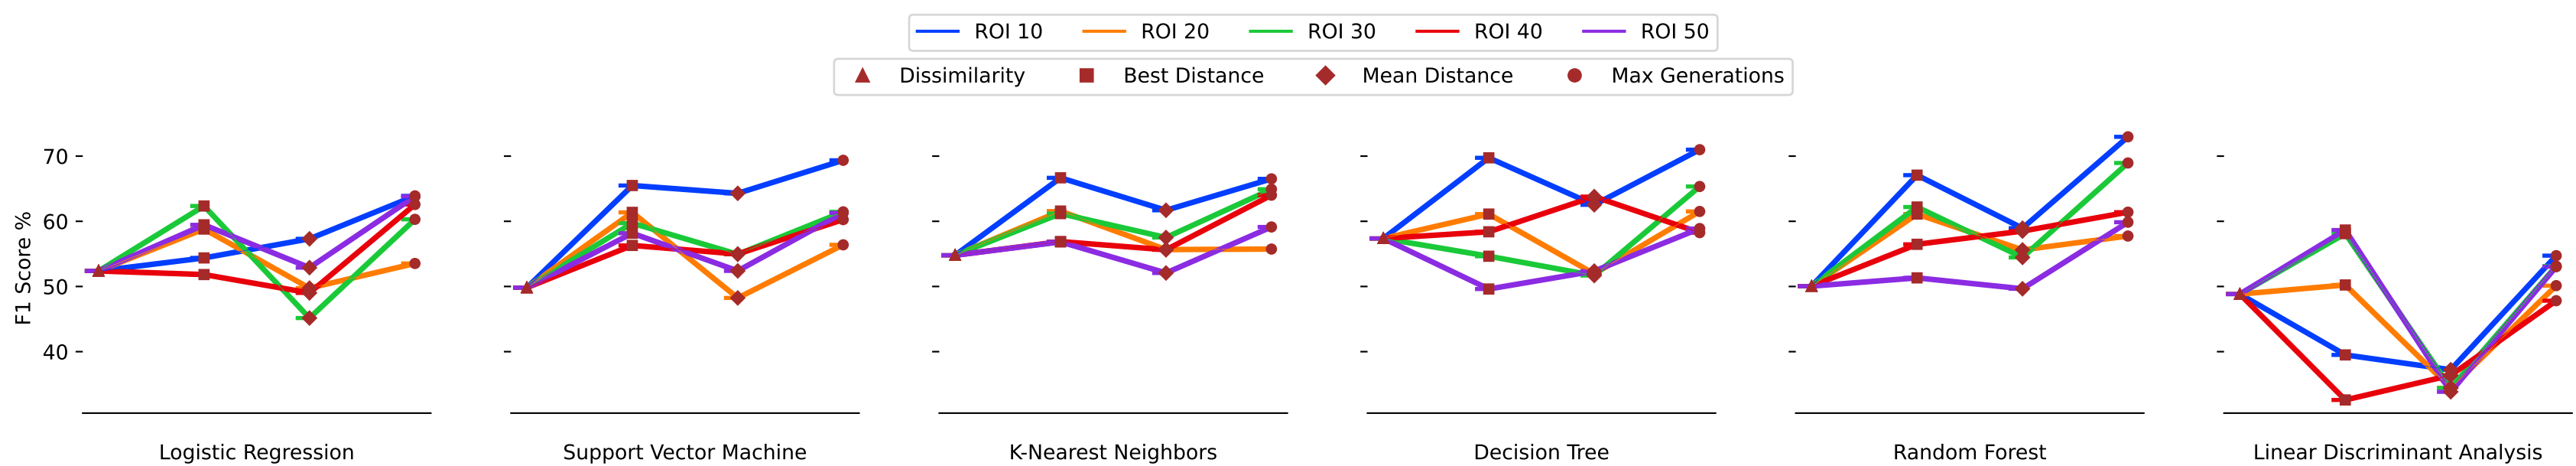 ROI 10 ROI 20 ROI 30 ROI 40 ROI 50
Dissimilarity Best Distance Mean Distance Max Generations
F1 Score %
70
60
50
40
Logistic Regression
Support Vector Machine
K-Nearest Neighbors
Decision Tree
Random Forest
Linear Discriminant Analysis